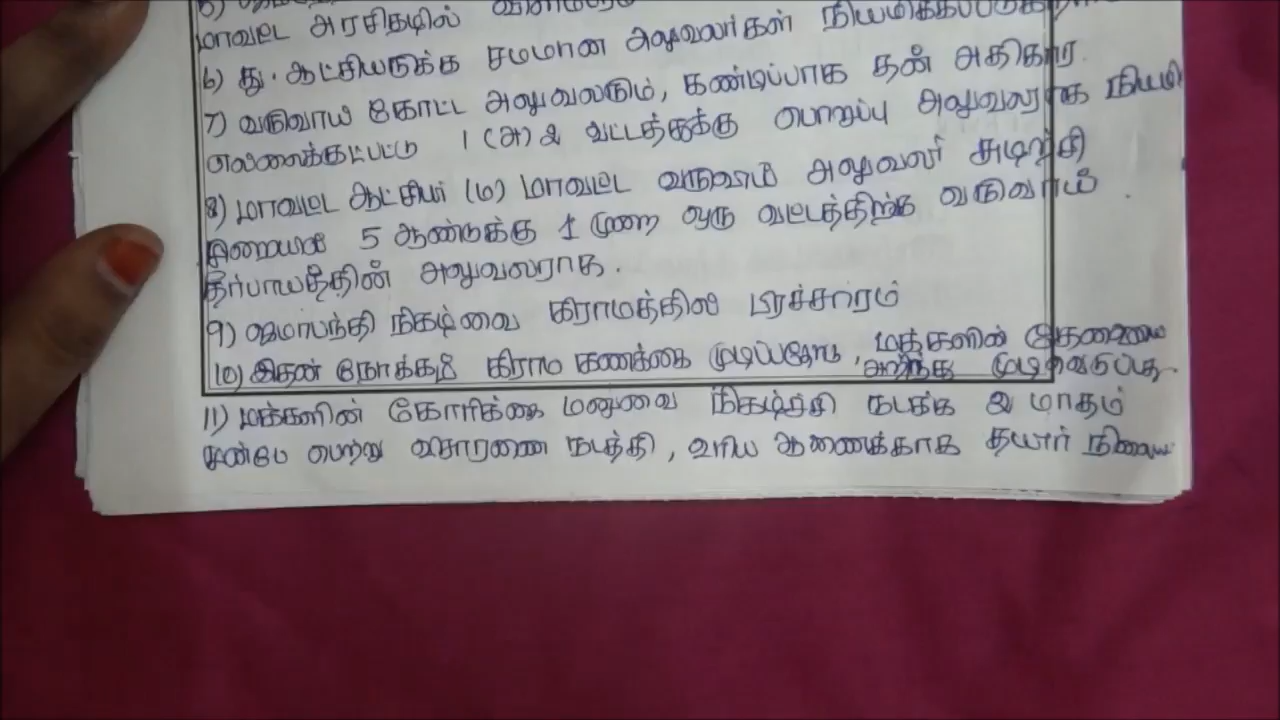 மாவட்ட அரசிதழில்
6) து. ஆட்சியருக்கு சமமான அலுவலர்கள் நியமிக்கப்படுகிறார்
7) வருவாய் கோட்ட அலுவலரும், கண்டிப்பாக தன் அதிகார
எல்லைக்குட்பட்டு 1 (அ) 2 வட்டத்துக்கு பொறுப்பு அலுவலராக நியமி
8) மாவட்ட ஆட்சியர் (ம) மாவட்ட வருவாய் அலுவலர் சுழற்சி
முறையில் 5 ஆண்டுக்கு 1 முறை ஒரு வட்டத்திற்கு வருவாய்
தீர்பாயத்தின் அலுவலராக.
9) ஜமாபந்தி நிகழ்வை கிராமத்தில் பிரச்சாரம்
10) இதன் நோக்கம் கிராம கணக்கை முடிப்பதோடு, மக்களின் தேவையை
அறிந்து முடிவெடுப்பது.
11) மக்களின் கோரிக்கை மனுவை நிகழ்ச்சி நடக்க 2 மாதம்
முன்பே பெற்று விசாரணை நடத்தி, உரிய ஆணைக்காக தயார் நிலை